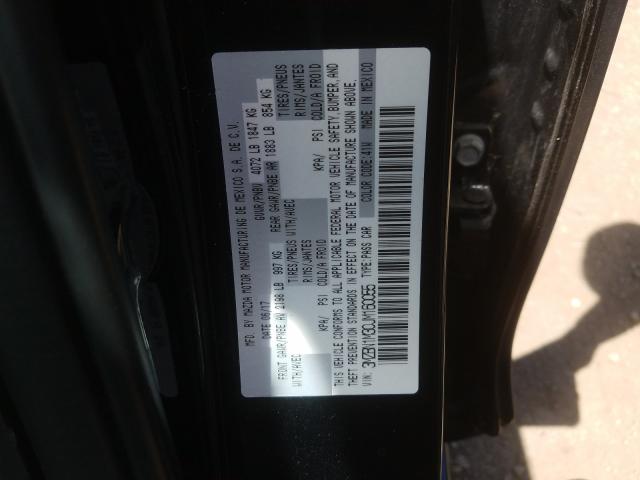 MFD. BY MAZDA MOTOR MANUFACTURING DE MEXICO S.A. DE C.V.
DATE 06/17 GVWR/PNBV 4072 LB 1847 KG
FRONT GAWR/PNBE AV 2198 LB 997 KG REAR GAWR/PNBE AR 1883 LB 854 KG
WITH/AVEC TIRES/PNEUS WITH/AVEC TIRES/PNEUS
RIMS/JANTES RIMS/JANTES
KPA/ PSI COLD/A FROID KPA/ PSI COLD/A FROID
THIS VEHICLE CONFORMS TO ALL APPLICABLE FEDERAL MOTOR VEHICLE SAFETY, BUMPER, AND
THEFT PREVENTION STANDARDS IN EFFECT ON THE DATE OF MANUFACTURE SHOWN ABOVE.
VIN: TYPE:PASS CAR COLOR CODE:41W MADE IN MEXICO